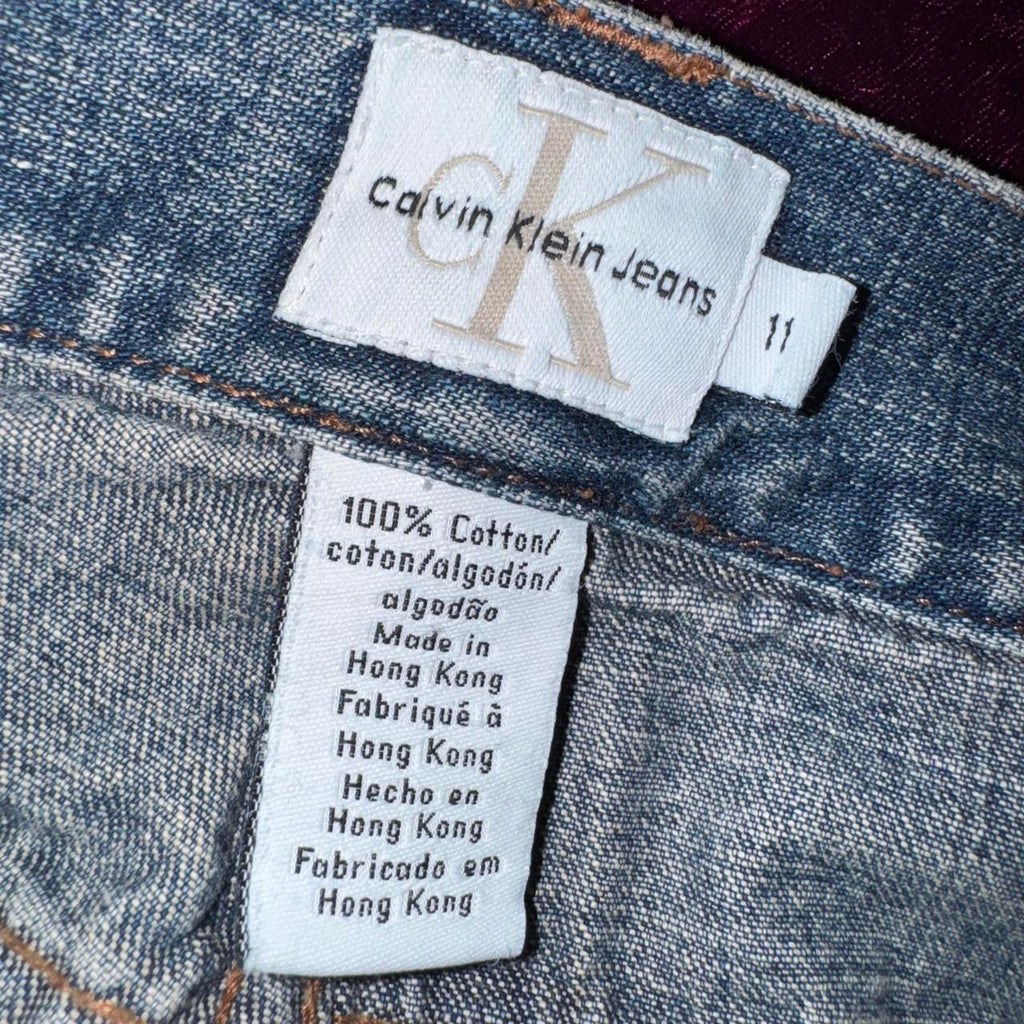 CK
Calvin Klein Jeans
11
100% Cotton/
coton/algodón/
algodão
Made in
Hong Kong
Fabriqué à
Hong Kong
Hecho en
Hong Kong
Fabricado em
Hong Kong